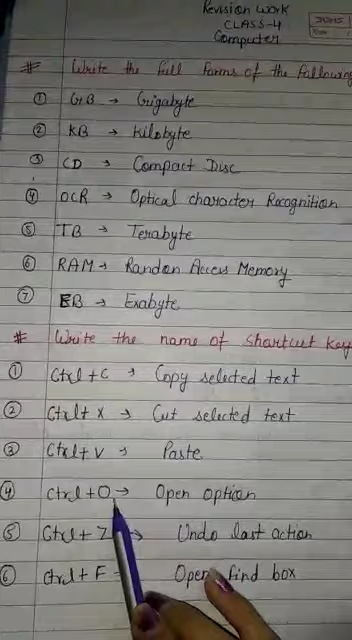 Revision Work
CLASS-4
Computer
# Write the full forms of the following
① GB → Gigabyte
② KB → Kilobyte
③ CD → Compact Disc
④ OCR → Optical character Recognition
⑤ TB → Terabyte
⑥ RAM → Randon Access Memory
⑦ EB → Exabyte
# Write the name of Shortcut key
① Ctrl + C → Copy selected text
② Ctrl + X → Cut selected text
③ Ctrl + V → Paste
④ Ctrl + O → Open option
⑤ Ctrl + Z → Undo last action
⑥ Ctrl + F → Open find box